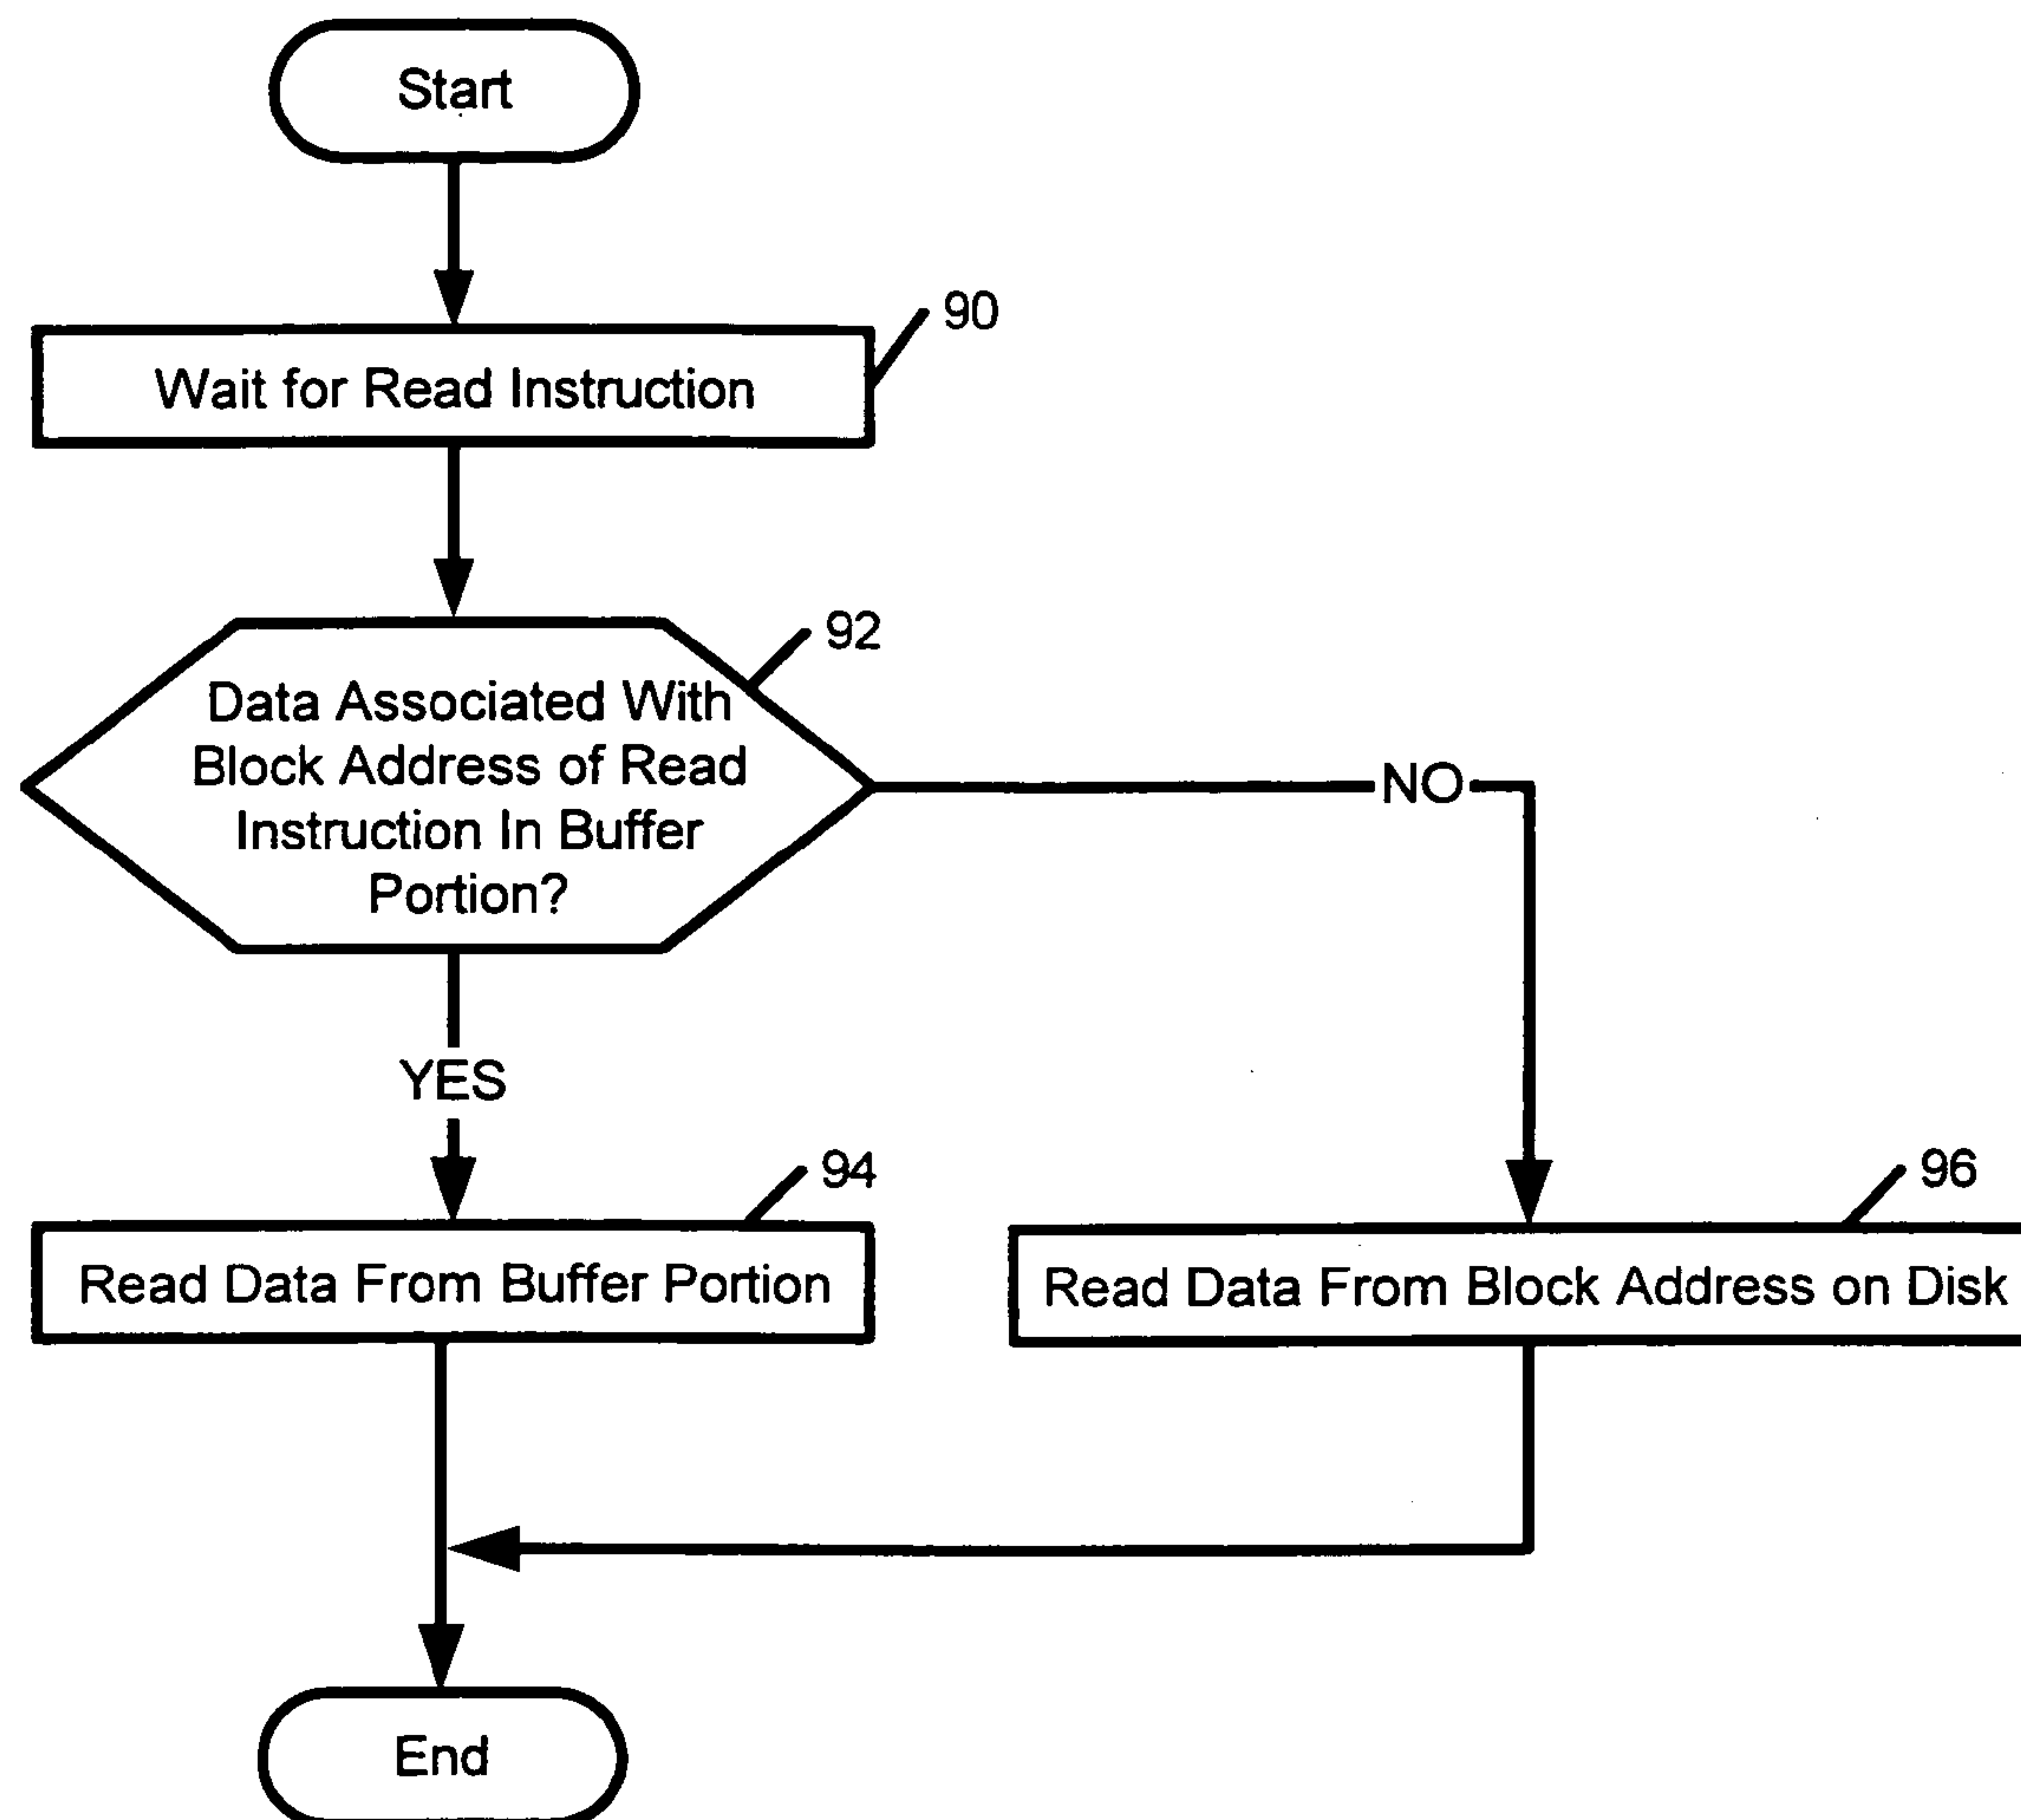 Start
90
Wait for Read Instruction
92
Data Associated With
Block Address of Read
Instruction In Buffer
Portion?
NO
YES
94
96
Read Data From Buffer Portion
Read Data From Block Address on Disk
End